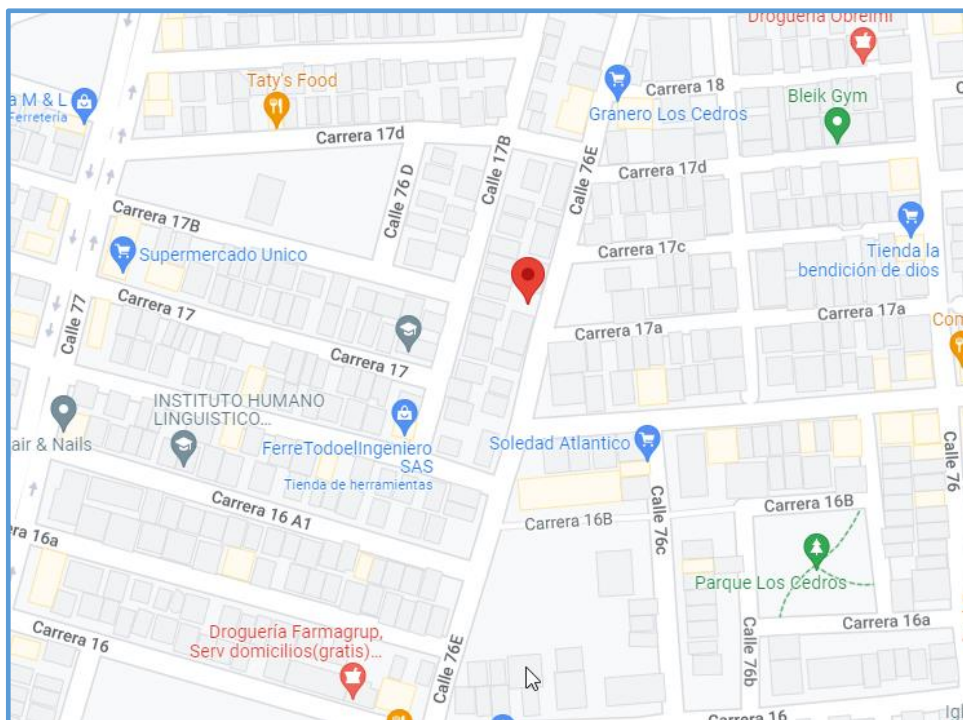 Droguería Obreimi
Carrera 18
Taty's Food
Granero Los Cedros
Bleik Gym
a M & L
Ferretería
Carrera 17d
Calle 76 D
Calle 17B
Calle 76E
Carrera 17d
Carrera 17B
Supermercado Unico
Carrera 17c
Tienda la
bendición de dios
Carrera 17
Calle 77
Carrera 17a
Carrera 17a
Com
Carrera 17
INSTITUTO HUMANO
LINGUISTICO...
air & Nails
FerreTodoelIngeniero
SAS
Tienda de herramientas
Soledad Atlantico
Calle 76
Carrera 16 A1
Carrera 16B
Calle 76c
Carrera 16B
era 16a
Parque Los Cedros
Carrera 16a
Carrera 16
Droguería Farmagrup,
Serv domicilios(gratis)...
Calle 76E
Calle 76b
Carrera 16
Igl